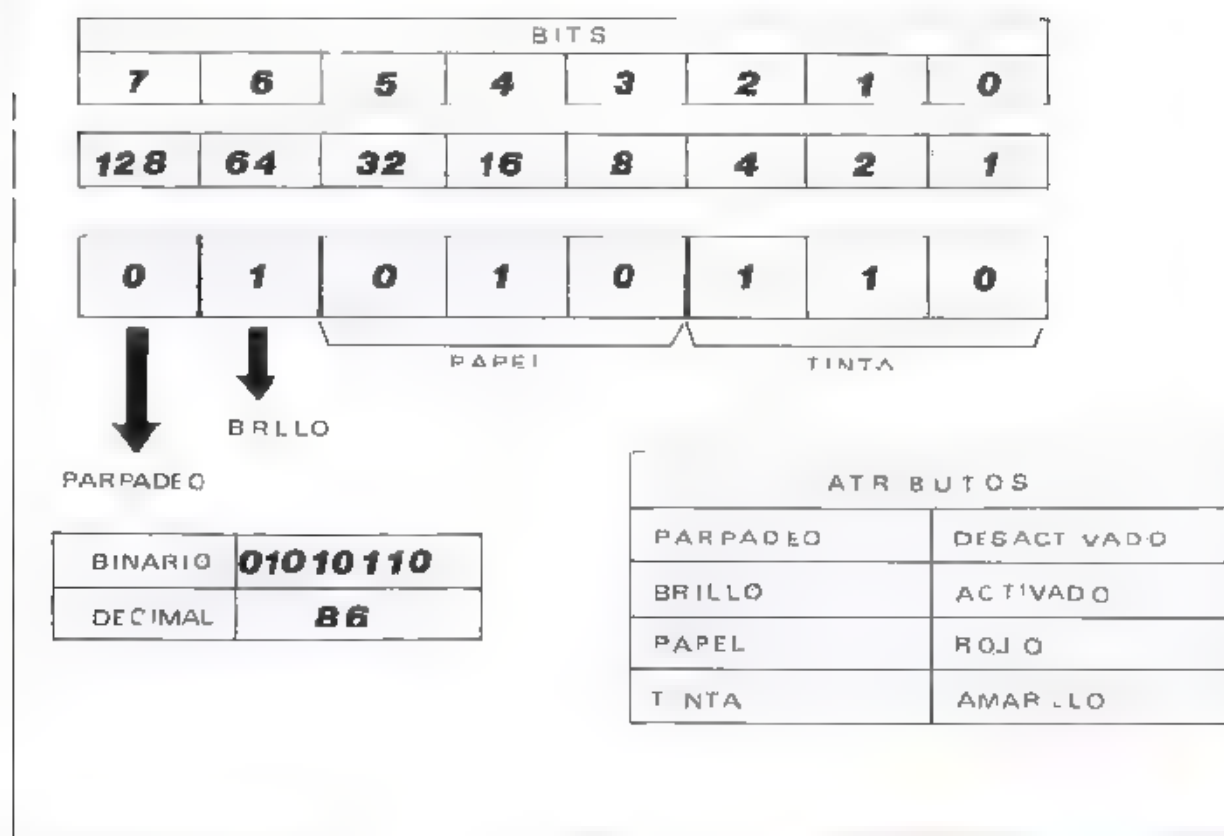 BITS
7 6 5 4 3 2 1 0
128 64 32 16 8 4 2 1
0 1 0 1 0 1 1 0
PAPEL TINTA
BRILLO
PARPADEO
ATRIBUTOS
PARPADEO DESACTIVADO
BINARIO 01010110
BRILLO ACTIVADO
DECIMAL 86
PAPEL ROJO
TINTA AMARILLO